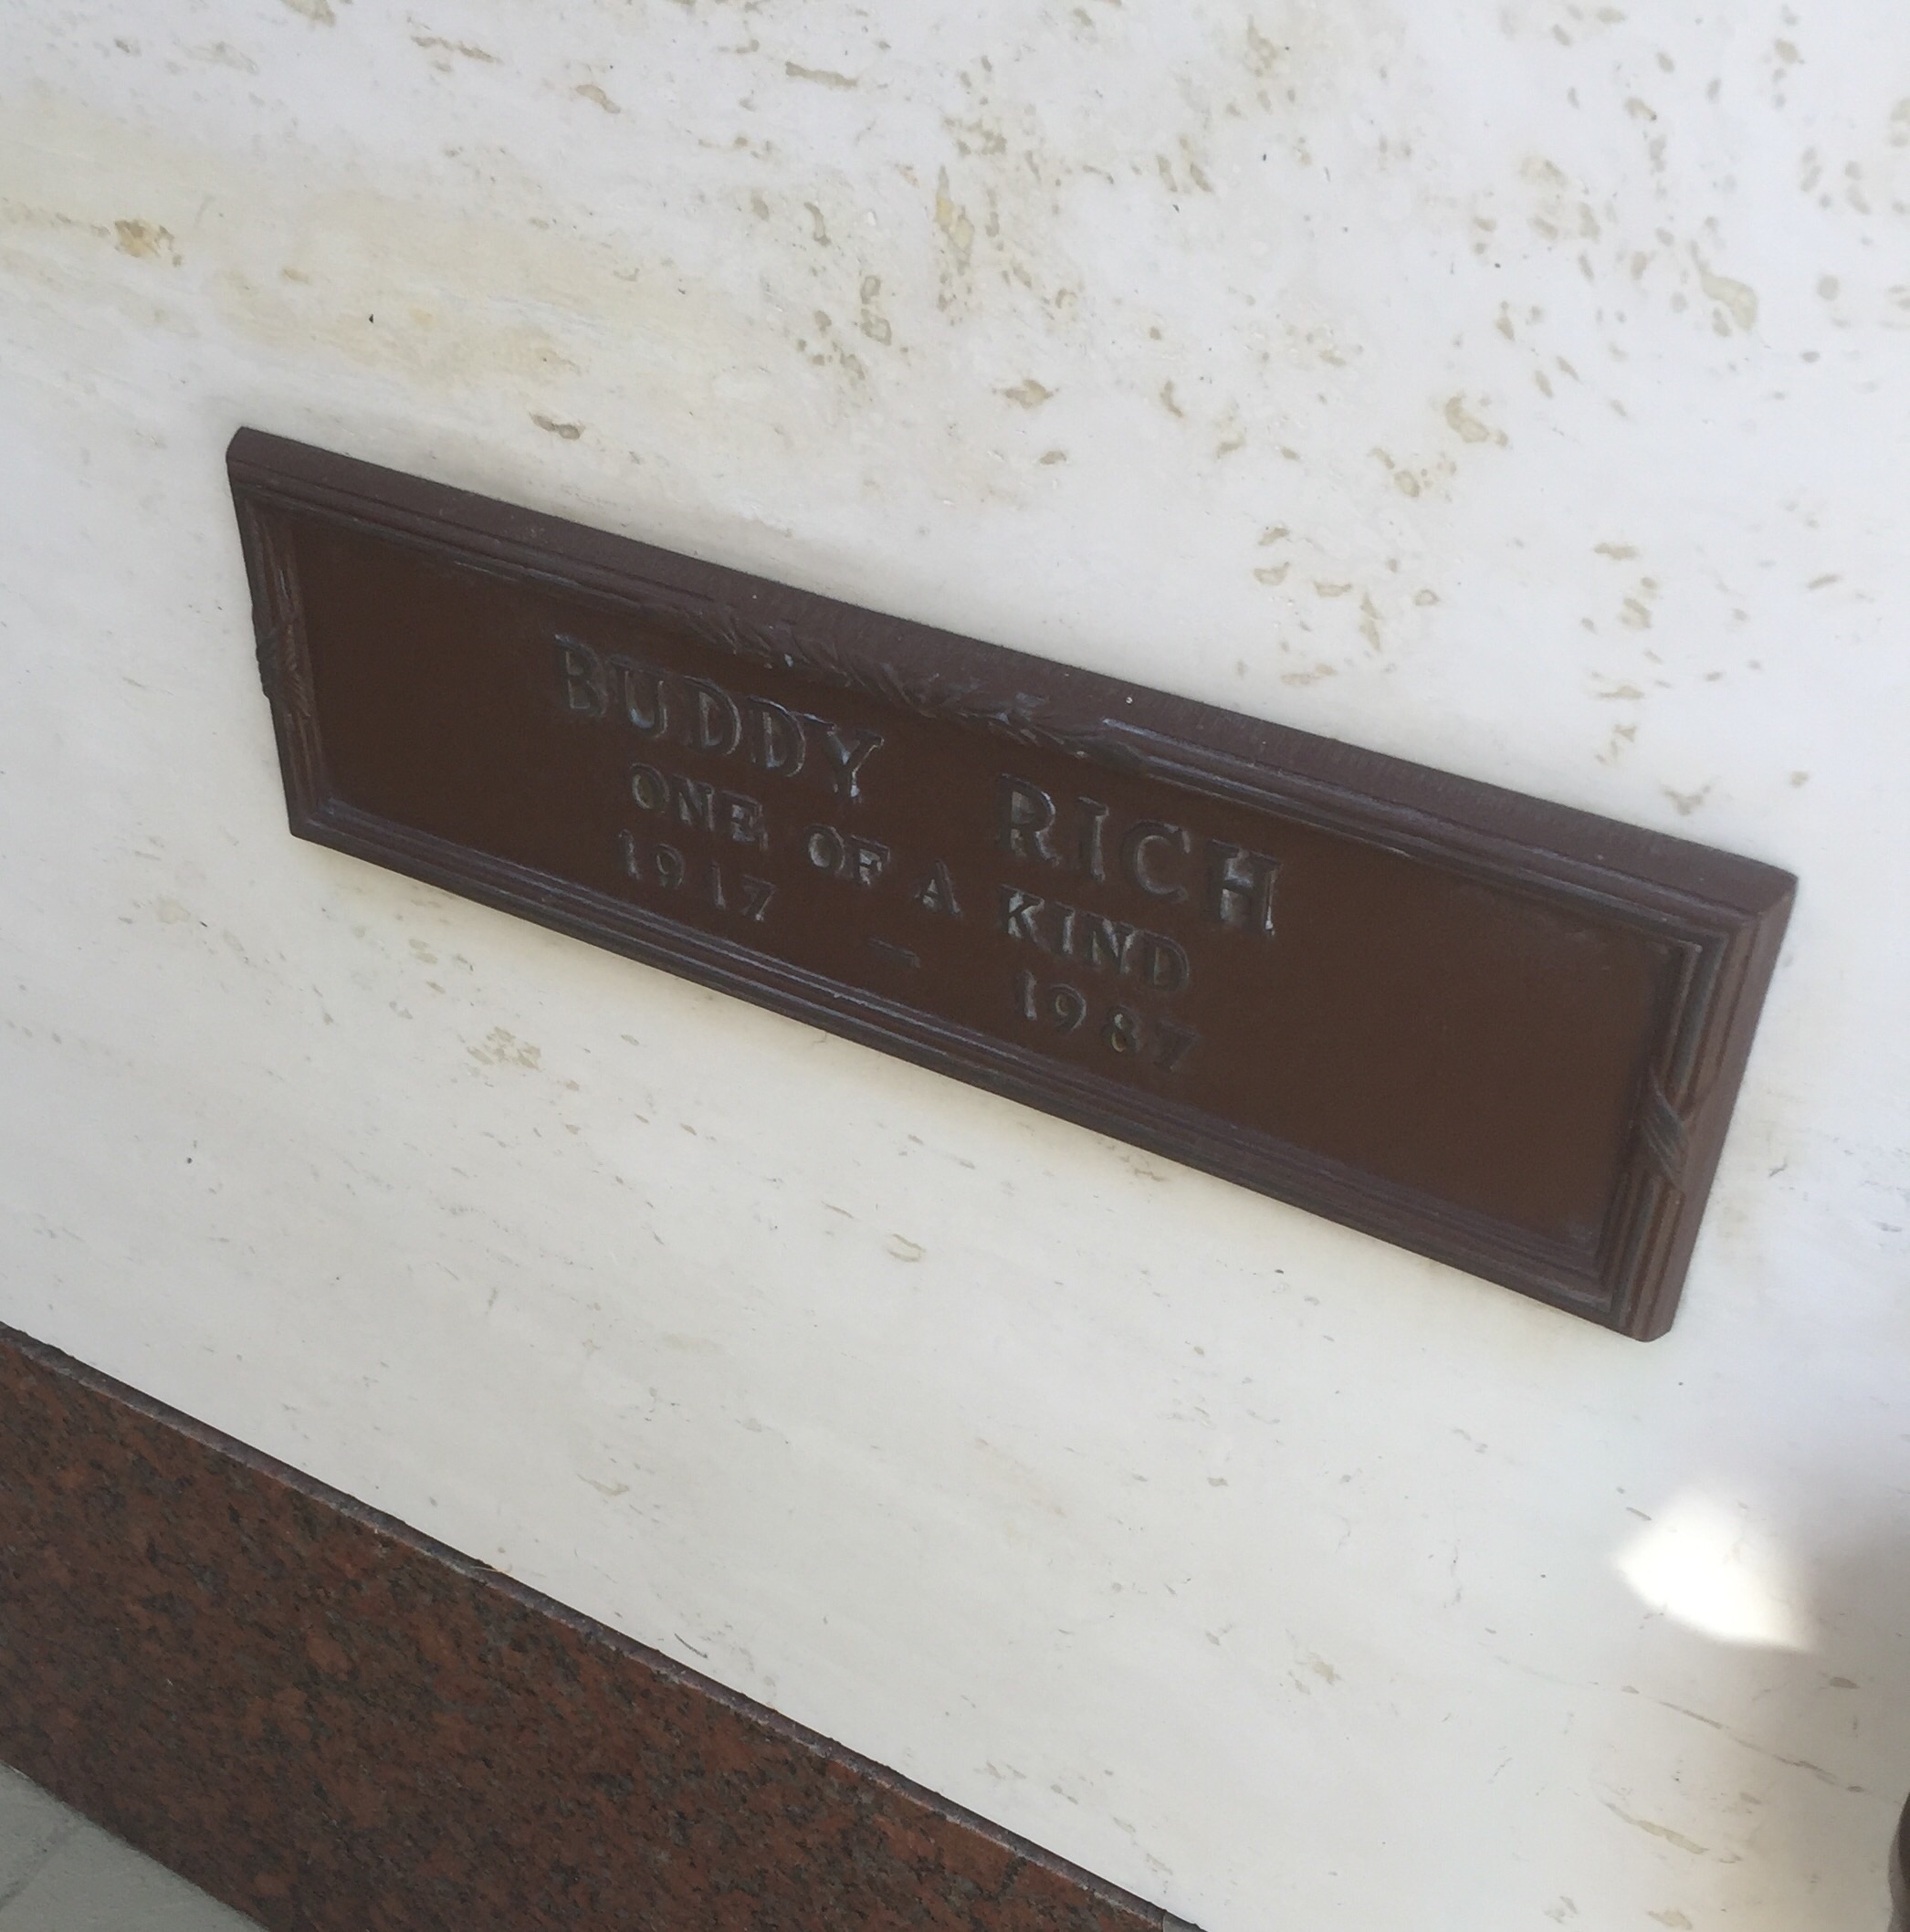 BUDDY RICH
ONE OF A KIND
1917 — 1987